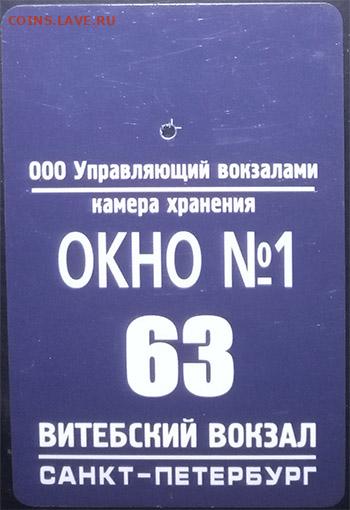 COINS.LAVE.RU
ООО Управляющий вокзалами
камера хранения
ОКНО №1
63
ВИТЕБСКИЙ ВОКЗАЛ
САНКТ-ПЕТЕРБУРГ